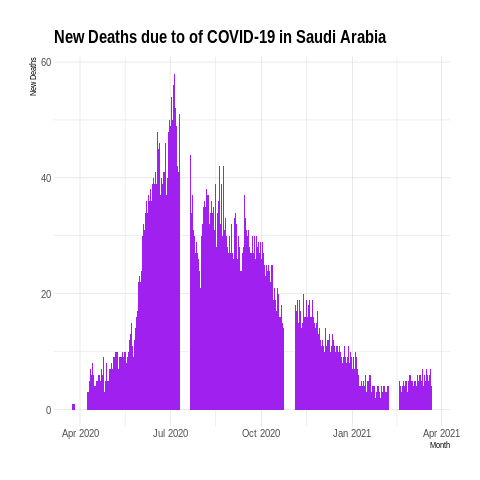 New Deaths due to of COVID-19 in Saudi Arabia
New Deaths
60
40
20
0
Apr 2020 Jul 2020 Oct 2020 Jan 2021 Apr 2021
Month